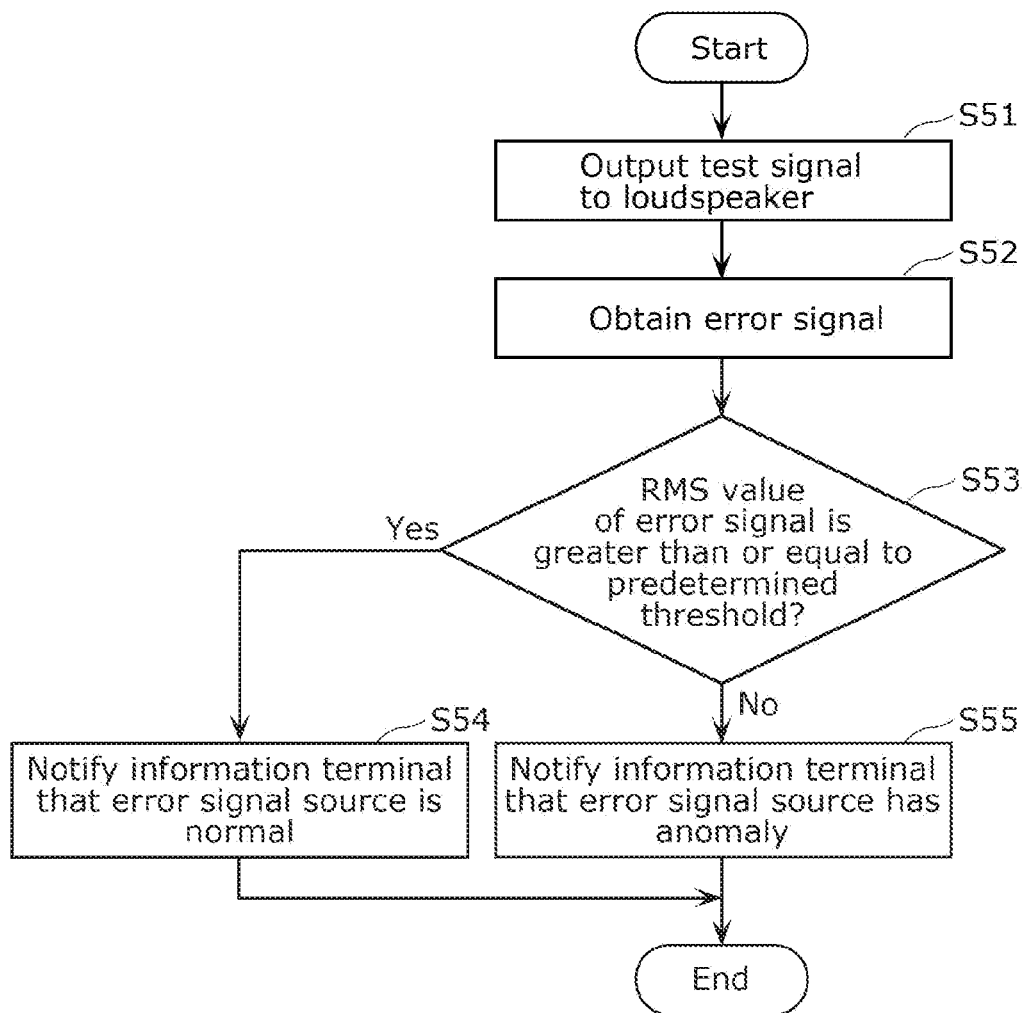 Start
S51
Output test signal
to loudspeaker
S52
Obtain error signal
S53
RMS value
of error signal is
greater than or equal to
predetermined
threshold?
Yes
No
S54
Notify information terminal
that error signal source is
normal
S55
Notify information terminal
that error signal source has
anomaly
End